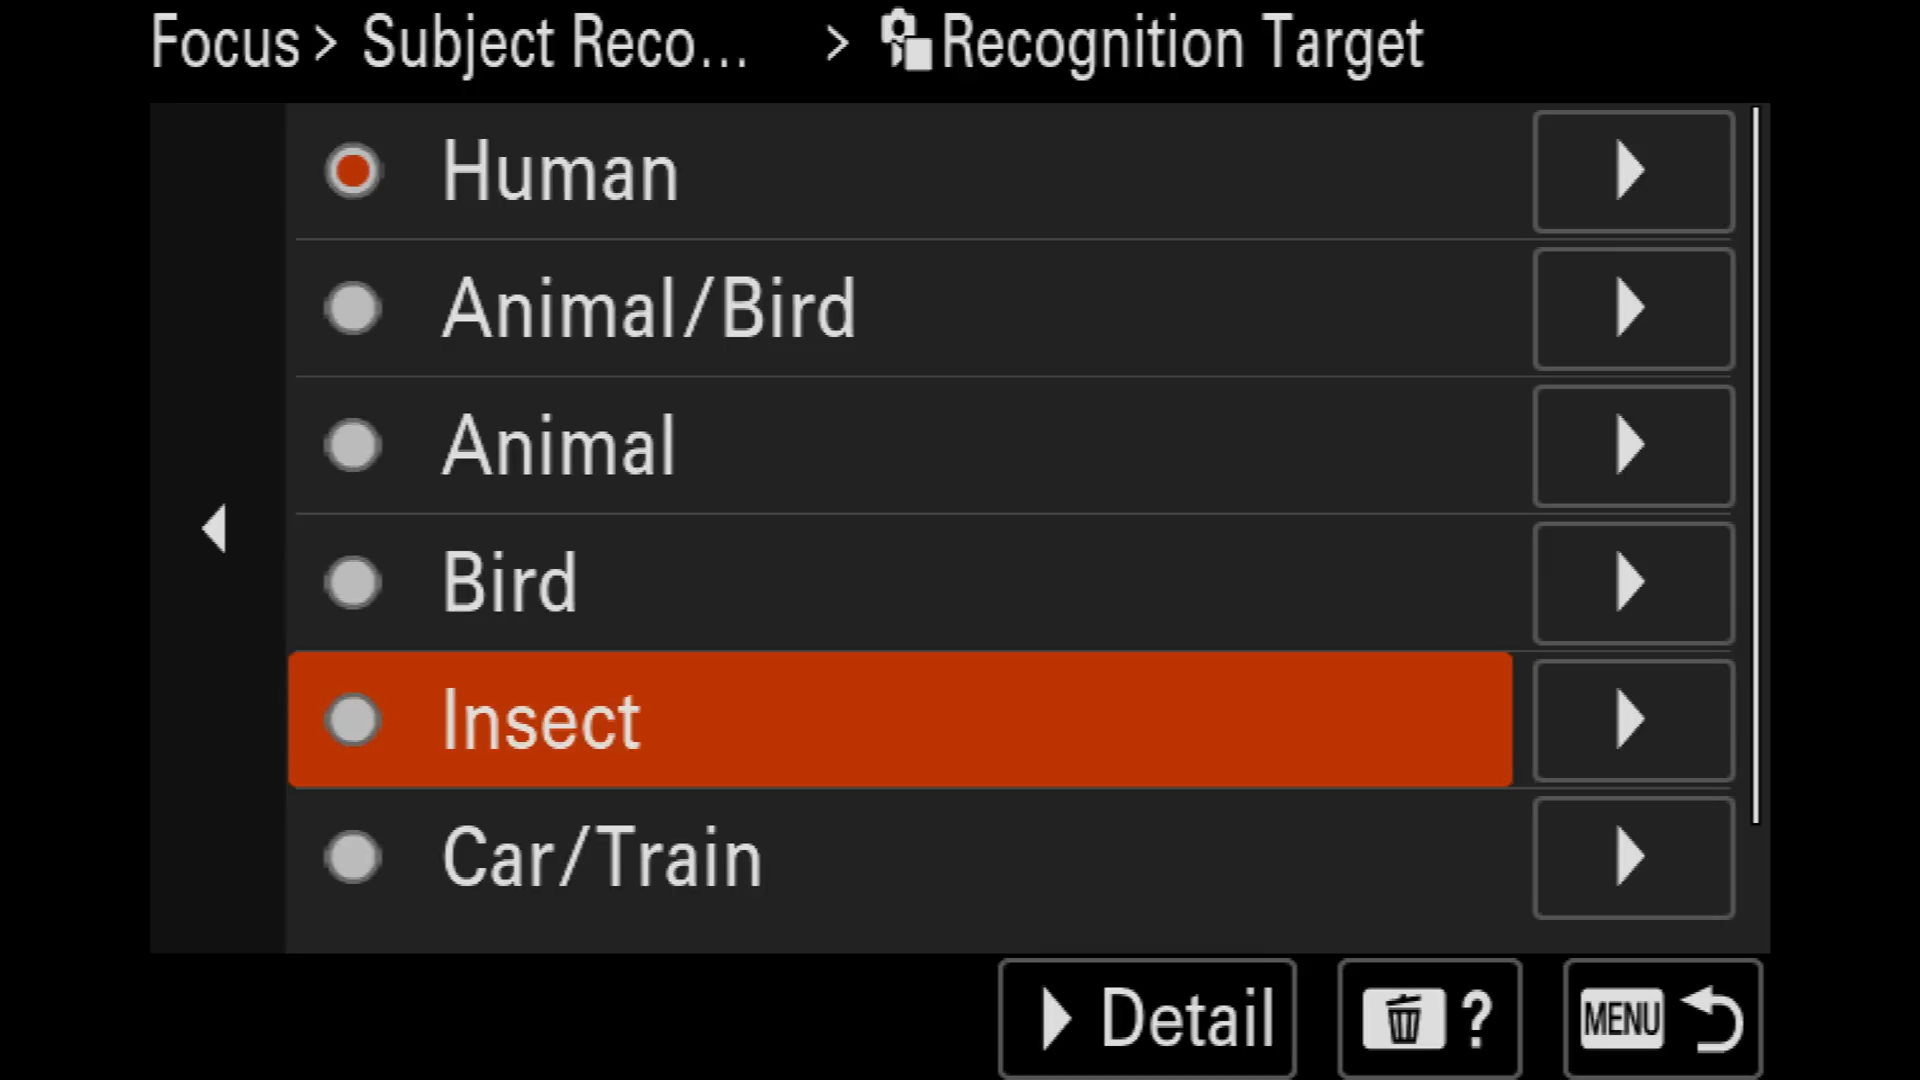 Focus > Subject Reco... > Recognition Target
Human
Animal/Bird
Animal
Bird
Insect
Car/Train
Detail ? MENU